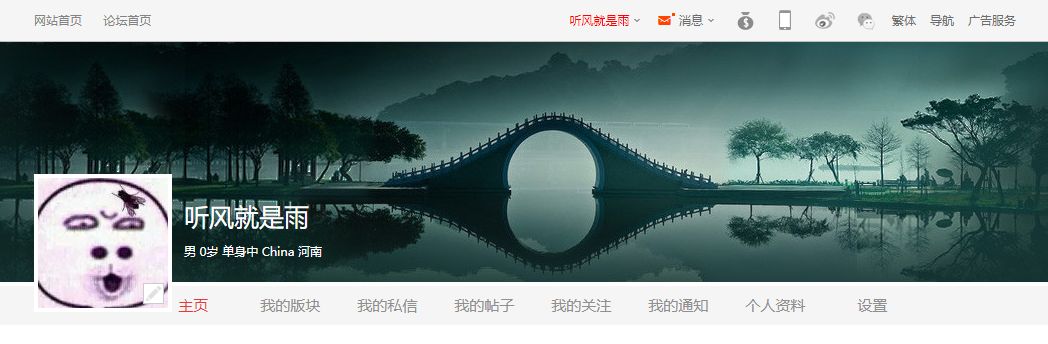 网站首页 论坛首页 听风就是雨 消息 繁体 导航 广告服务
听风就是雨
男 0岁 单身中 China 河南
主页 我的版块 我的私信 我的帖子 我的关注 我的通知 个人资料 设置